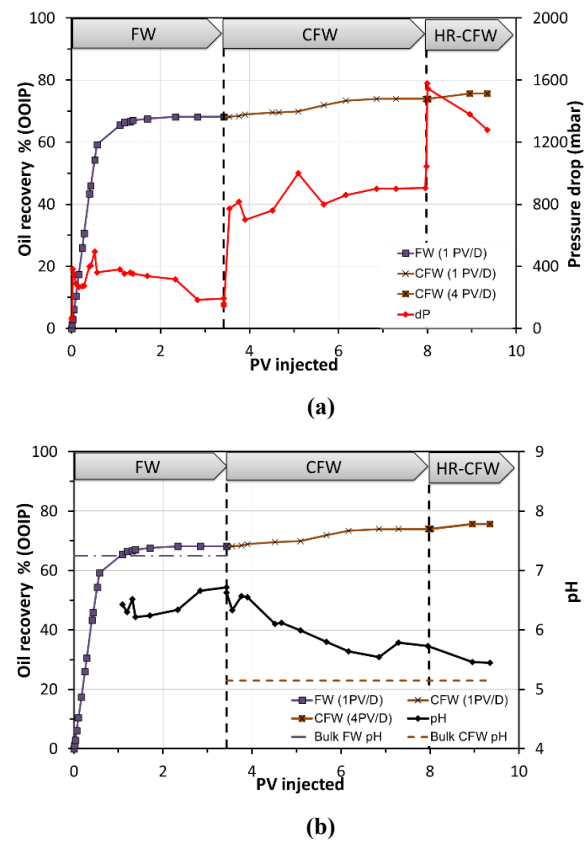 FW CFW HR-CFW
Oil recovery % (OOIP)
100
80
60
40
20
0
Pressure drop (mbar)
2000
1600
1200
800
400
0
FW (1 PV/D)
CFW (1 PV/D)
CFW (4 PV/D)
dP
0 2 4 6 8 10
PV injected
(a)
FW CFW HR-CFW
Oil recovery % (OOIP)
100
80
60
40
20
0
pH
9
8
7
6
5
4
FW (1PV/D) CFW (1PV/D)
CFW (4PV/D) pH
Bulk FW pH Bulk CFW pH
0 2 4 6 8 10
PV injected
(b)